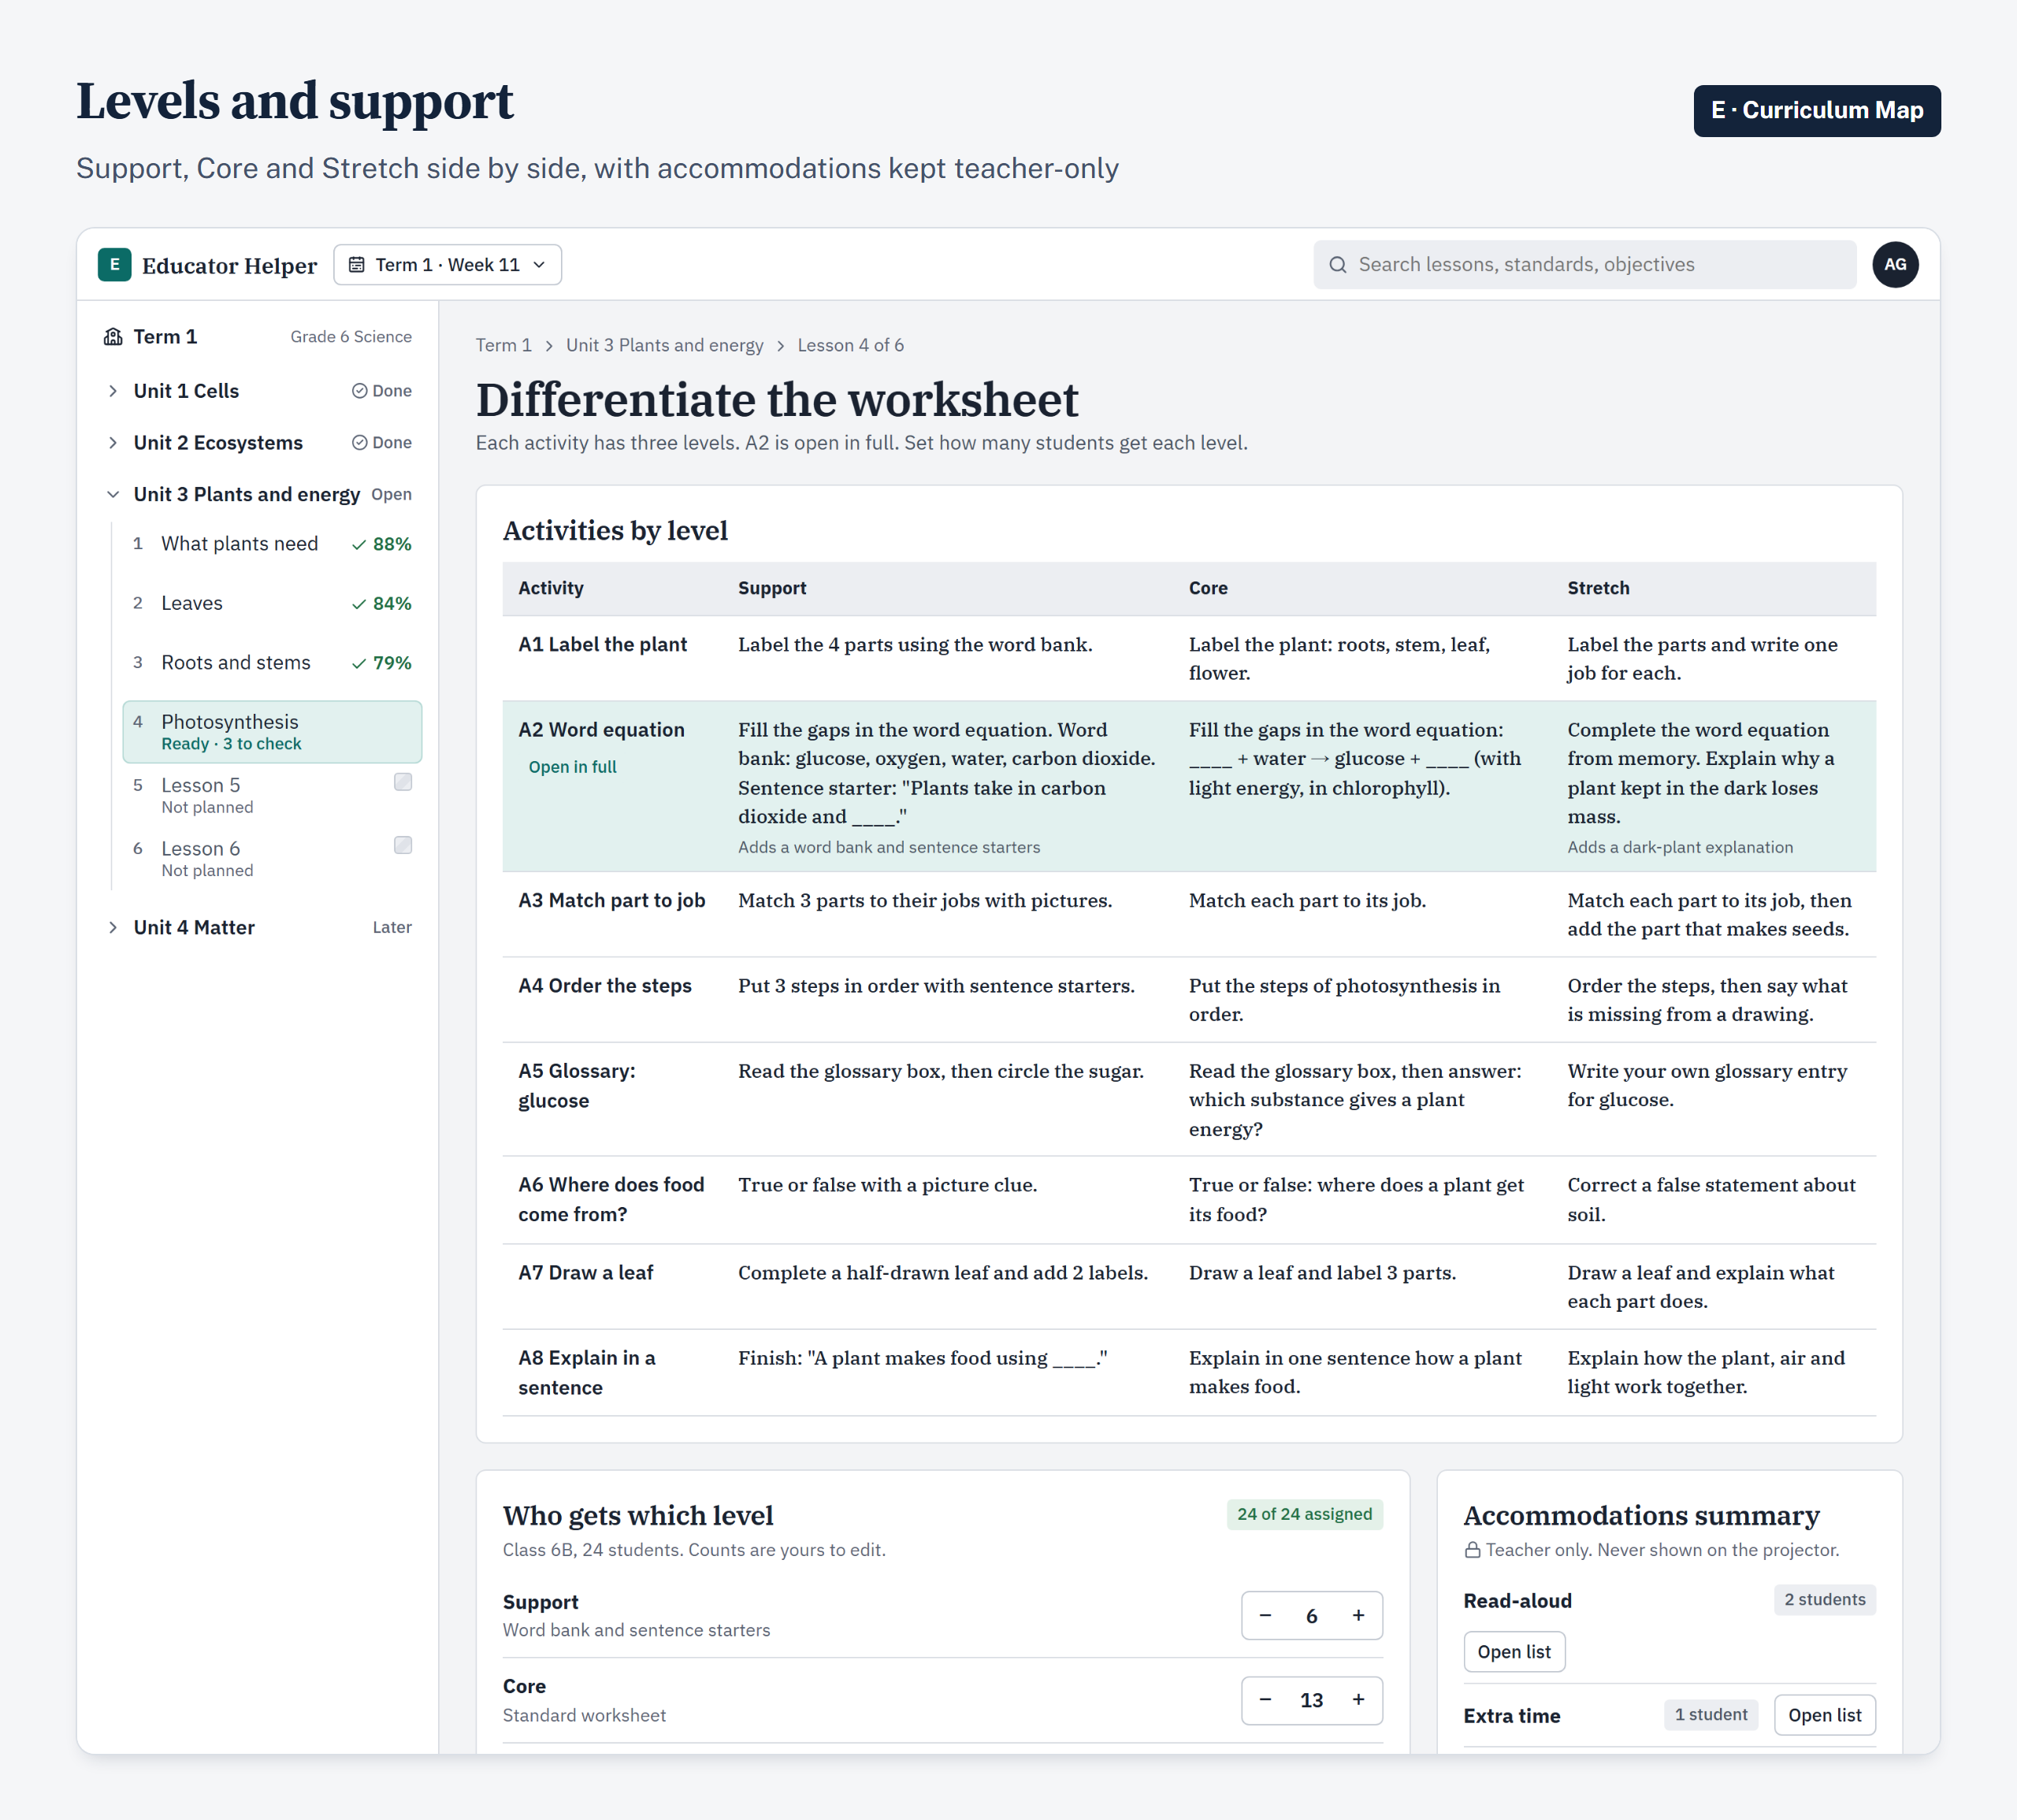 Levels and support
E · Curriculum Map
Support, Core and Stretch side by side, with accommodations kept teacher-only
E
Educator Helper
Term 1 · Week 11
Search lessons, standards, objectives
AG
Term 1
Grade 6 Science
Unit 1 Cells
Done
Unit 2 Ecosystems
Done
Unit 3 Plants and energy
Open
1 What plants need
88%
2 Leaves
84%
3 Roots and stems
79%
4 Photosynthesis
Ready · 3 to check
5 Lesson 5
Not planned
6 Lesson 6
Not planned
Unit 4 Matter
Later
Term 1 > Unit 3 Plants and energy > Lesson 4 of 6
Differentiate the worksheet
Each activity has three levels. A2 is open in full. Set how many students get each level.
Activities by level
Activity
Support
Core
Stretch
A1 Label the plant
Label the 4 parts using the word bank.
Label the plant: roots, stem, leaf,
flower.
Label the parts and write one
job for each.
A2 Word equation
Open in full
Fill the gaps in the word equation. Word
bank: glucose, oxygen, water, carbon dioxide.
Sentence starter: "Plants take in carbon
dioxide and ____."
Adds a word bank and sentence starters
Fill the gaps in the word equation:
____ + water → glucose + ____ (with
light energy, in chlorophyll).
Complete the word equation
from memory. Explain why a
plant kept in the dark loses
mass.
Adds a dark-plant explanation
A3 Match part to job
Match 3 parts to their jobs with pictures.
Match each part to its job.
Match each part to its job, then
add the part that makes seeds.
A4 Order the steps
Put 3 steps in order with sentence starters.
Put the steps of photosynthesis in
order.
Order the steps, then say what
is missing from a drawing.
A5 Glossary:
glucose
Read the glossary box, then circle the sugar.
Read the glossary box, then answer:
which substance gives a plant
energy?
Write your own glossary entry
for glucose.
A6 Where does food
come from?
True or false with a picture clue.
True or false: where does a plant get
its food?
Correct a false statement about
soil.
A7 Draw a leaf
Complete a half-drawn leaf and add 2 labels.
Draw a leaf and label 3 parts.
Draw a leaf and explain what
each part does.
A8 Explain in a
sentence
Finish: "A plant makes food using ____."
Explain in one sentence how a plant
makes food.
Explain how the plant, air and
light work together.
Who gets which level
24 of 24 assigned
Class 6B, 24 students. Counts are yours to edit.
Support
Word bank and sentence starters
− 6 +
Core
Standard worksheet
− 13 +
Accommodations summary
Teacher only. Never shown on the projector.
Read-aloud
2 students
Open list
Extra time
1 student
Open list